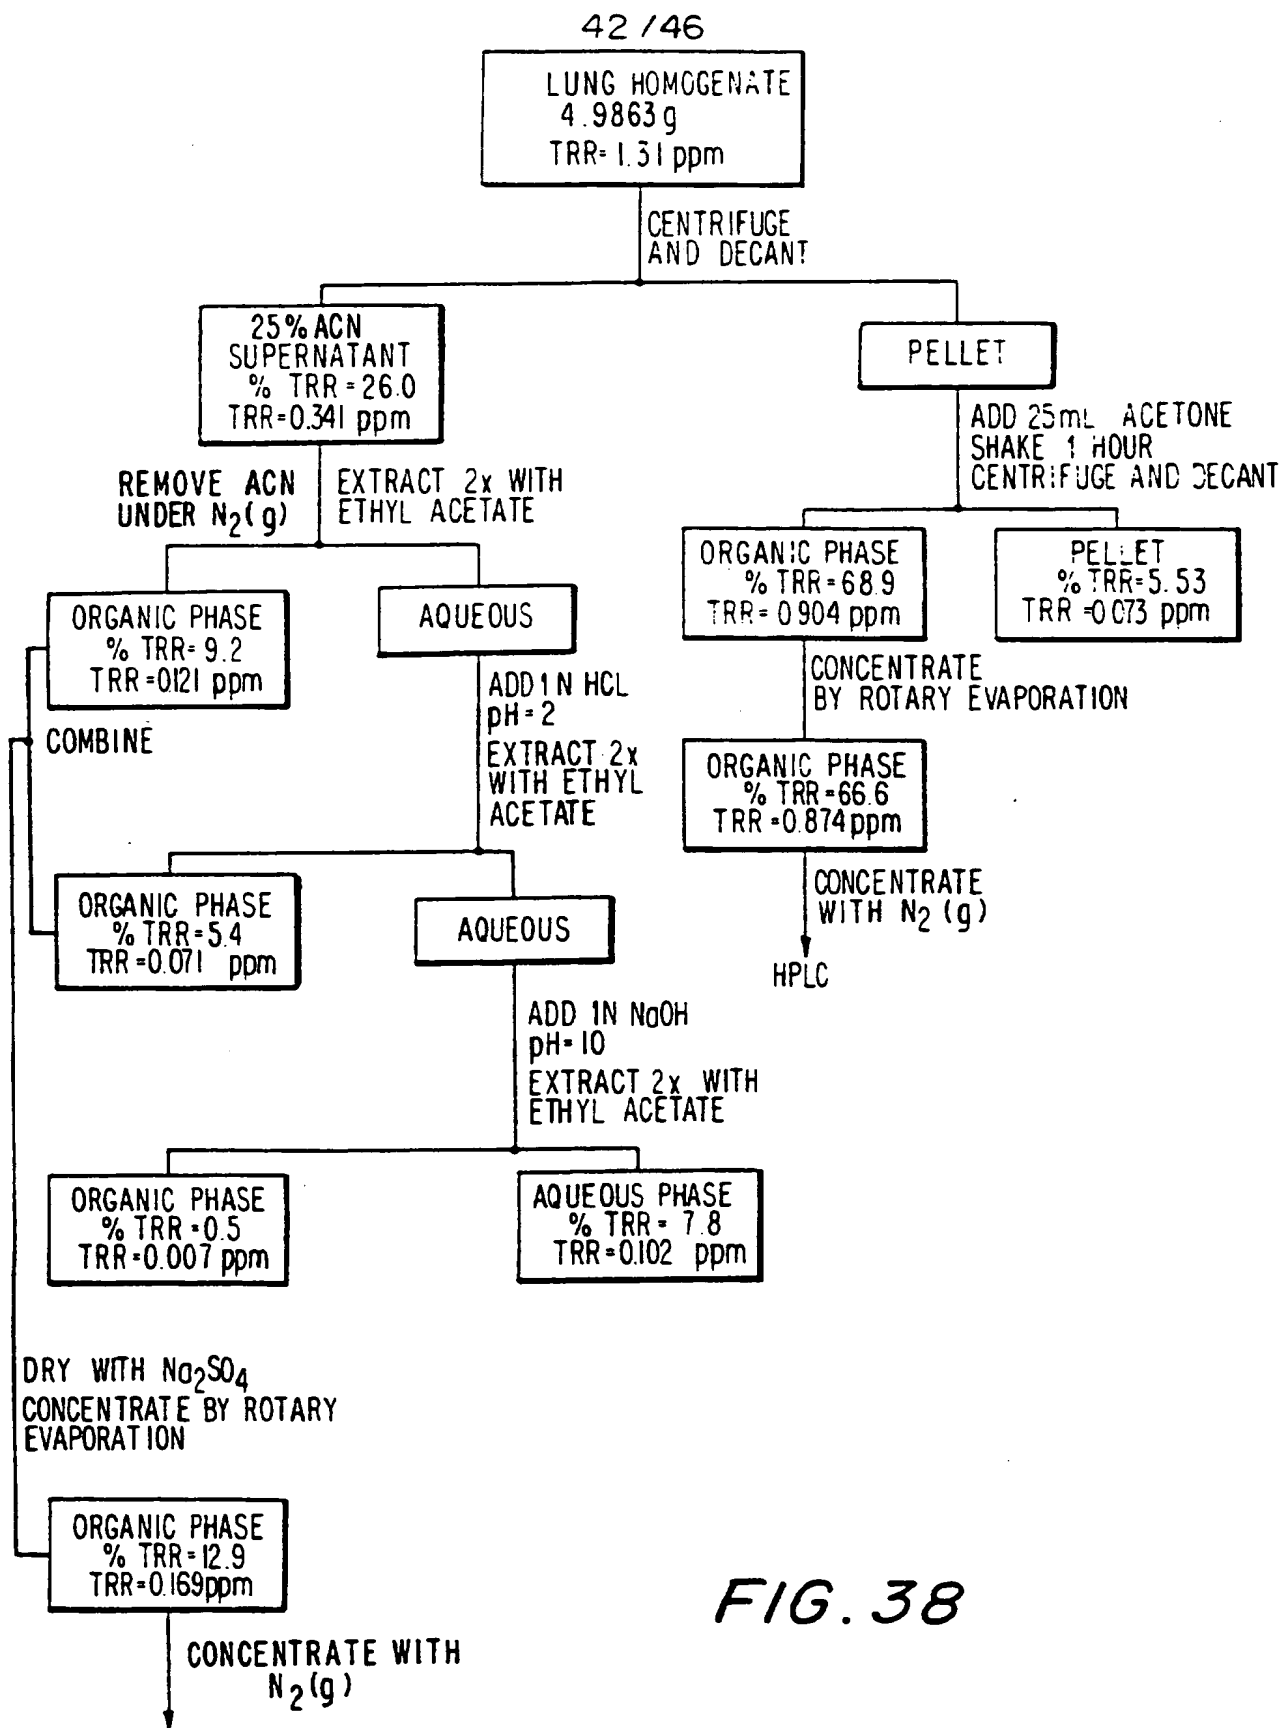 42/46
LUNG HOMOGENATE
4.9863g
TRR=1.31 ppm
CENTRIFUGE
AND DECANT
25% ACN
SUPERNATANT
% TRR=26.0
TRR=0.341 ppm
PELLET
REMOVE ACN
UNDER N2(g)
EXTRACT 2x WITH
ETHYL ACETATE
ADD 25mL ACETONE
SHAKE 1 HOUR
CENTRIFUGE AND DECANT
ORGANIC PHASE
% TRR=9.2
TRR=0.121 ppm
AQUEOUS
ORGANIC PHASE
% TRR=68.9
TRR=0.904 ppm
PELLET
% TRR=5.53
TRR=0.073 ppm
COMBINE
ADD 1N HCL
pH=2
EXTRACT 2x
WITH ETHYL
ACETATE
CONCENTRATE
BY ROTARY EVAPORATION
ORGANIC PHASE
% TRR=66.6
TRR=0.874ppm
ORGANIC PHASE
% TRR=5.4
TRR=0.071 ppm
AQUEOUS
CONCENTRATE
WITH N2(g)
HPLC
ADD 1N NaOH
pH=10
EXTRACT 2x WITH
ETHYL ACETATE
ORGANIC PHASE
% TRR=0.5
TRR=0.007 ppm
AQUEOUS PHASE
% TRR= 7.8
TRR=0.102 ppm
DRY WITH Na2SO4
CONCENTRATE BY ROTARY
EVAPORATION
ORGANIC PHASE
% TRR=12.9
TRR=0.169ppm
CONCENTRATE WITH
N2(g)
FIG. 38